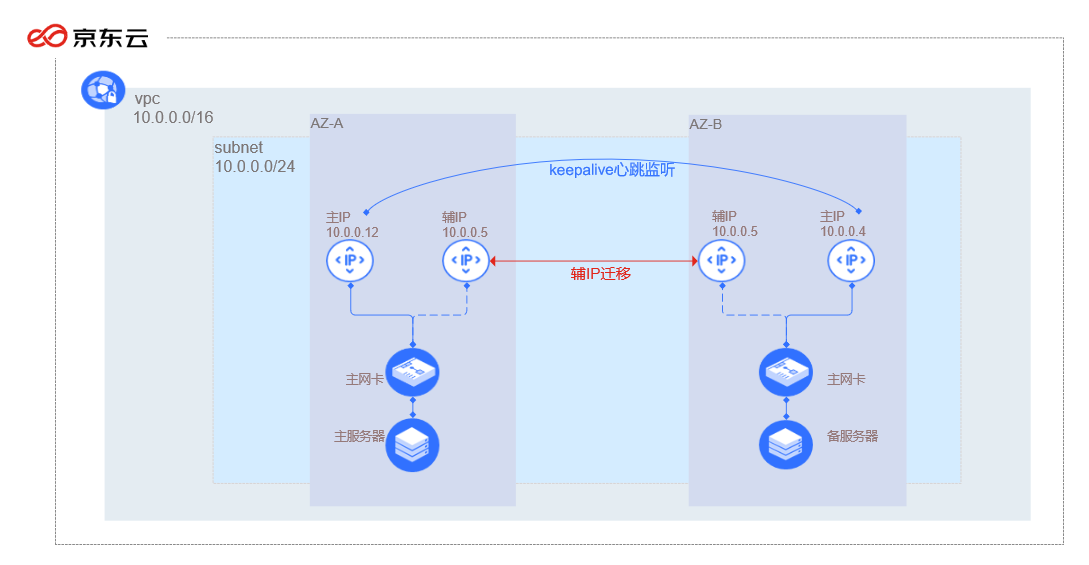 京东云
vpc
10.0.0.0/16
AZ-A
AZ-B
subnet
10.0.0.0/24
keepalive心跳监听
主IP
10.0.0.12
辅IP
10.0.0.5
辅IP
10.0.0.5
主IP
10.0.0.4
IP
IP
IP
IP
辅IP迁移
主网卡
主网卡
主服务器
备服务器